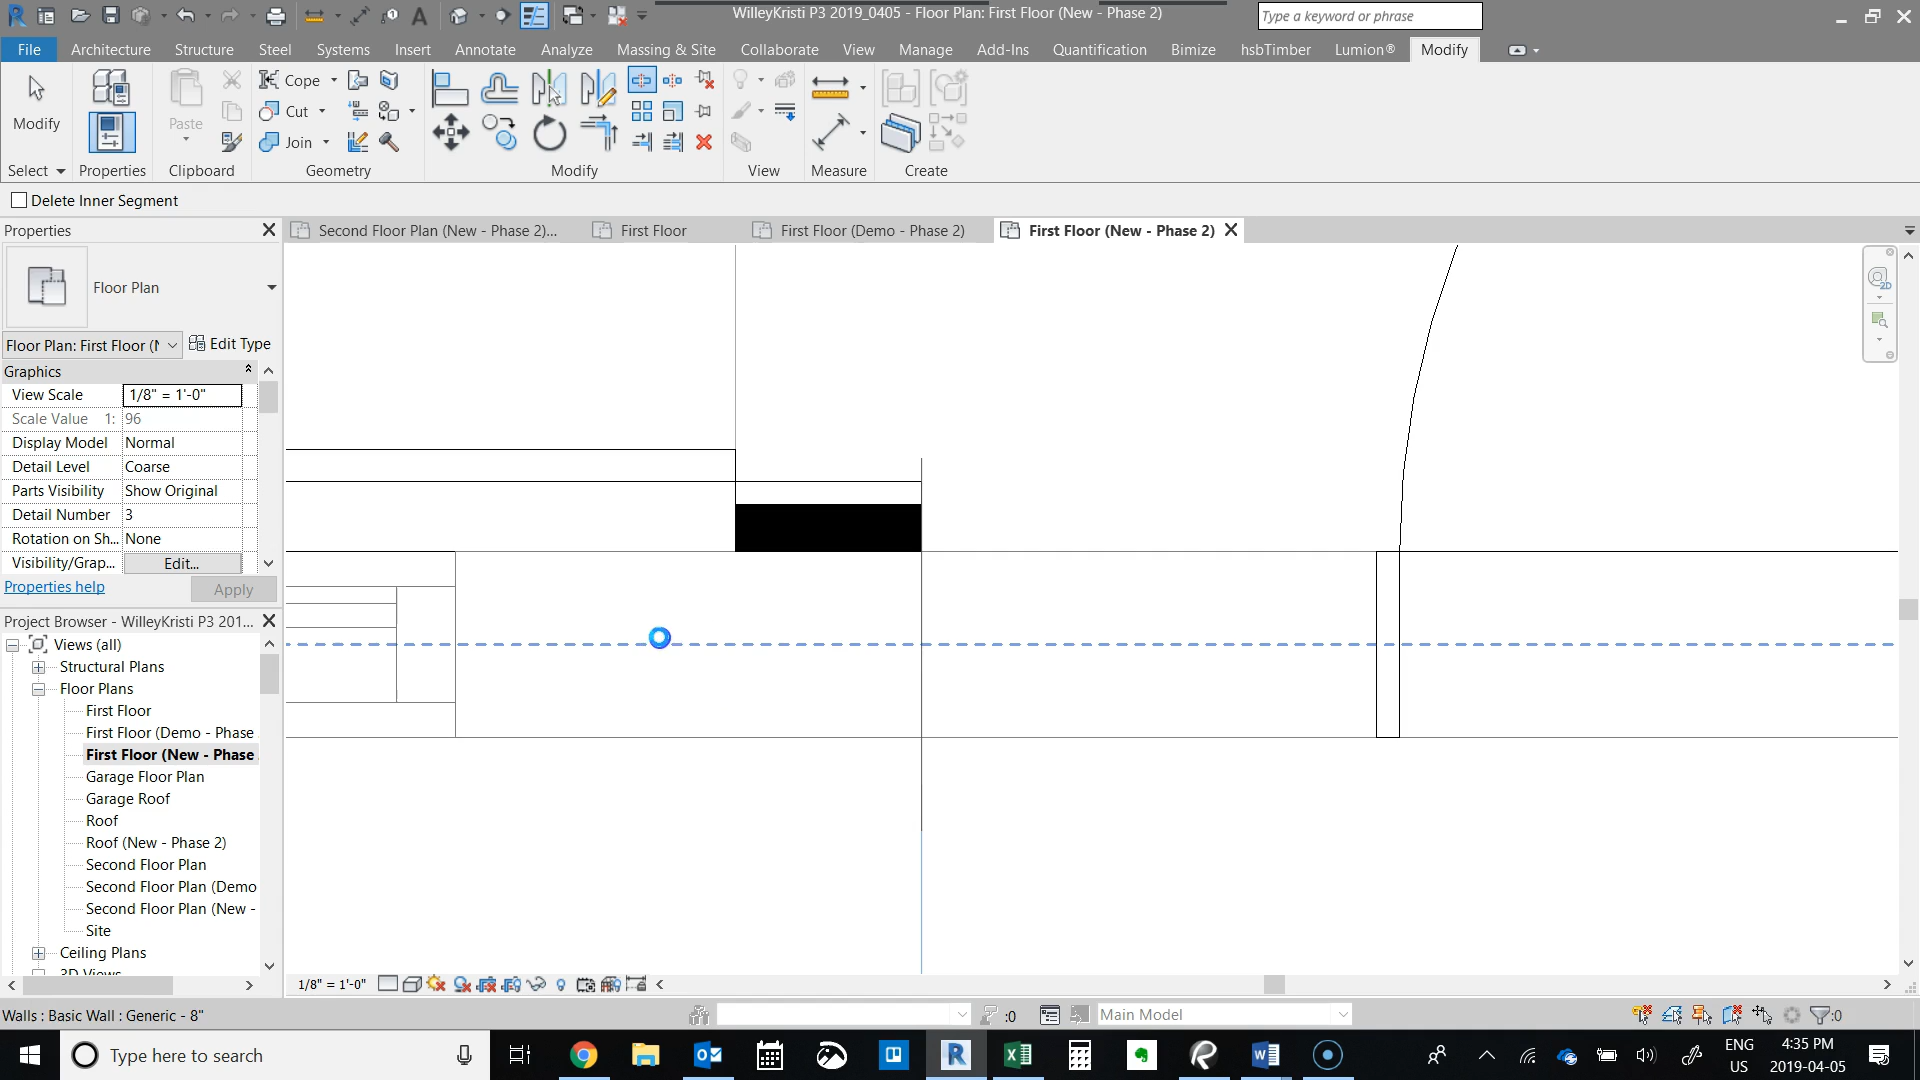 WilleyKristi P3 2019_0405 - Floor Plan: First Floor (New - Phase 2)
Type a keyword or phrase
File Architecture Structure Steel Systems Insert Annotate Analyze Massing & Site Collaborate View Manage Add-Ins Quantification Bimize hsbTimber Lumion® Modify
Modify Paste Cope
Cut
Join
Select Properties Clipboard Geometry Modify View Measure Create
Delete Inner Segment
Properties
Second Floor Plan (New - Phase 2)... First Floor First Floor (Demo - Phase 2) First Floor (New - Phase 2)
2D
Floor Plan
Floor Plan: First Floor (N Edit Type
Graphics
View Scale 1/8" = 1'-0"
Scale Value 1: 96
Display Model Normal
Detail Level Coarse
Parts Visibility Show Original
Detail Number 3
Rotation on Sh... None
Visibility/Grap... Edit...
Properties help Apply
Project Browser - WilleyKristi P3 201...
Views (all)
Structural Plans
Floor Plans
First Floor
First Floor (Demo - Phase
First Floor (New - Phase
Garage Floor Plan
Garage Roof
Roof
Roof (New - Phase 2)
Second Floor Plan
Second Floor Plan (Demo
Second Floor Plan (New -
Site
Ceiling Plans
3D Views
1/8" = 1'-0"
Walls : Basic Wall : Generic - 8"
:0 Main Model :0
Type here to search
ENG
US
4:35 PM
2019-04-05